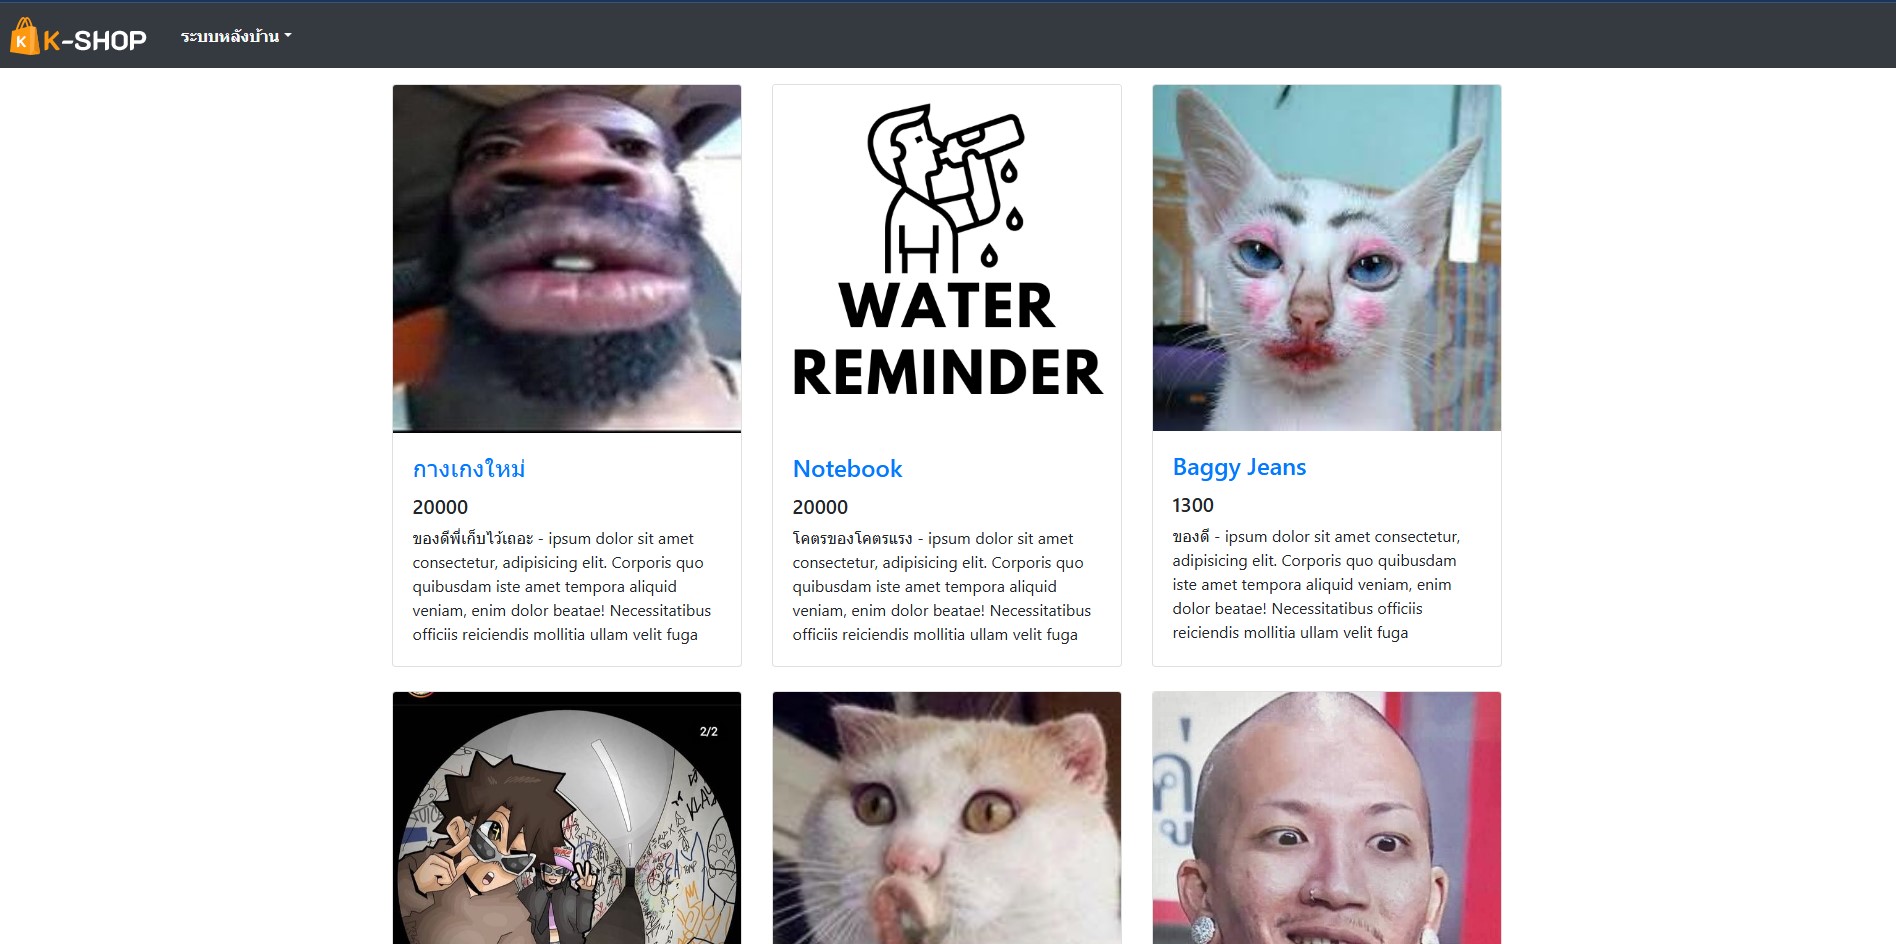 K-SHOP
ระบบหลังบ้าน
WATER
REMINDER
กางเกงใหม่
20000
ของดีพี่เก็บไว้เถอะ - ipsum dolor sit amet
consectetur, adipisicing elit. Corporis quo
quibusdam iste amet tempora aliquid
veniam, enim dolor beatae! Necessitatibus
officiis reiciendis mollitia ullam velit fuga
Notebook
20000
โคตรของโคตรแรง - ipsum dolor sit amet
consectetur, adipisicing elit. Corporis quo
quibusdam iste amet tempora aliquid
veniam, enim dolor beatae! Necessitatibus
officiis reiciendis mollitia ullam velit fuga
Baggy Jeans
1300
ของดี - ipsum dolor sit amet consectetur,
adipisicing elit. Corporis quo quibusdam
iste amet tempora aliquid veniam, enim
dolor beatae! Necessitatibus officiis
reiciendis mollitia ullam velit fuga
2/2